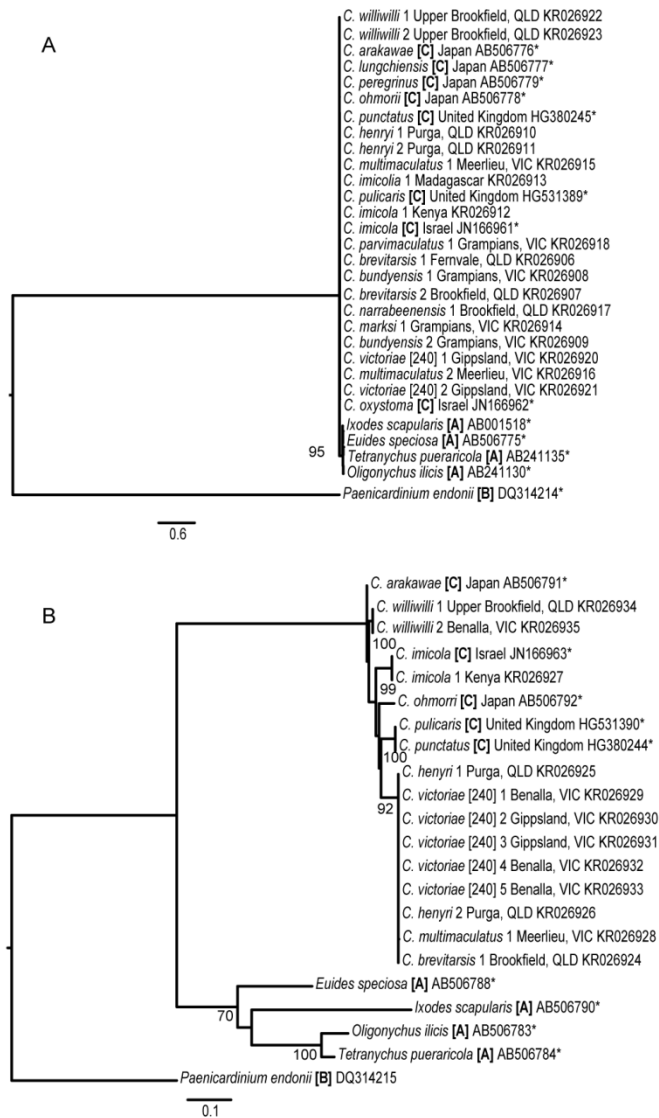 A
C. williwilli 1 Upper Brookfield, QLD KR026922
C. williwilli 2 Upper Brookfield, QLD KR026923
C. arakawae [C] Japan AB506776*
C. lungchiensis [C] Japan AB506777*
C. peregrinus [C] Japan AB506779*
C. ohmorii [C] Japan AB506778*
C. punctatus [C] United Kingdom HG380245*
C. henryi 1 Purga, QLD KR026910
C. henryi 2 Purga, QLD KR026911
C. multimaculatus 1 Meerlieu, VIC KR026915
C. imicolia 1 Madagascar KR026913
C. pulicaris [C] United Kingdom HG531389*
C. imicola 1 Kenya KR026912
C. imicola [C] Israel JN166961*
C. parvimaculatus 1 Grampians, VIC KR026918
C. brevitarsis 1 Fernvale, QLD KR026906
C. bundyensis 1 Grampians, VIC KR026908
C. brevitarsis 2 Brookfield, QLD KR026907
C. narrabeenensis 1 Brookfield, QLD KR026917
C. marksi 1 Grampians, VIC KR026914
C. bundyensis 2 Grampians, VIC KR026909
C. victoriae [240] 1 Gippsland, VIC KR026920
C. multimaculatus 2 Meerlieu, VIC KR026916
C. victoriae [240] 2 Gippsland, VIC KR026921
C. oxystoma [C] Israel JN166962*
Ixodes scapularis [A] AB001518*
Euides speciosa [A] AB506775*
95
Tetranychus pueraricola [A] AB241135*
Oligonychus ilicis [A] AB241130*
Paenicardinium endonii [B] DQ314214*
0.6
B
C. arakawae [C] Japan AB506791*
C. williwilli 1 Upper Brookfield, QLD KR026934
C. williwilli 2 Benalla, VIC KR026935
100
C. imicola [C] Israel JN166963*
C. imicola 1 Kenya KR026927
99
C. ohmorri [C] Japan AB506792*
C. pulicaris [C] United Kingdom HG531390*
C. punctatus [C] United Kingdom HG380244*
100
C. henyri 1 Purga, QLD KR026925
C. victoriae [240] 1 Benalla, VIC KR026929
92
C. victoriae [240] 2 Gippsland, VIC KR026930
C. victoriae [240] 3 Gippsland, VIC KR026931
C. victoriae [240] 4 Benalla, VIC KR026932
C. victoriae [240] 5 Benalla, VIC KR026933
C. henyri 2 Purga, QLD KR026926
C. multimaculatus 1 Meerlieu, VIC KR026928
C. brevitarsis 1 Brookfield, QLD KR026924
Euides speciosa [A] AB506788*
70
Ixodes scapularis [A] AB506790*
Oligonychus ilicis [A] AB506783*
100
Tetranychus pueraricola [A] AB506784*
Paenicardinium endonii [B] DQ314215
0.1